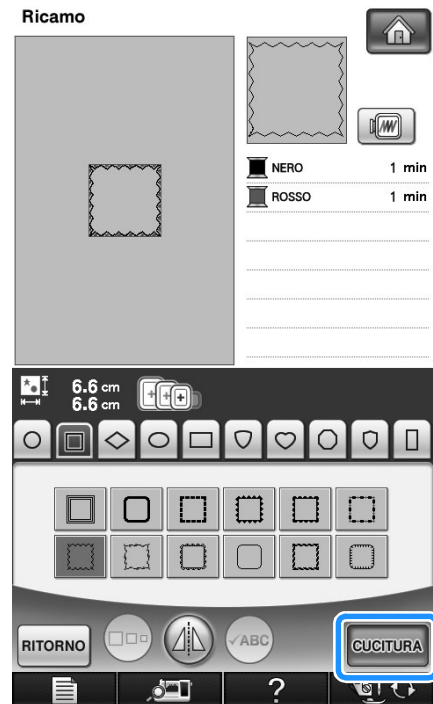 Ricamo
NERO 1 min
ROSSO 1 min
6.6 cm
6.6 cm
RITORNO
ABC
CUCITURA
?